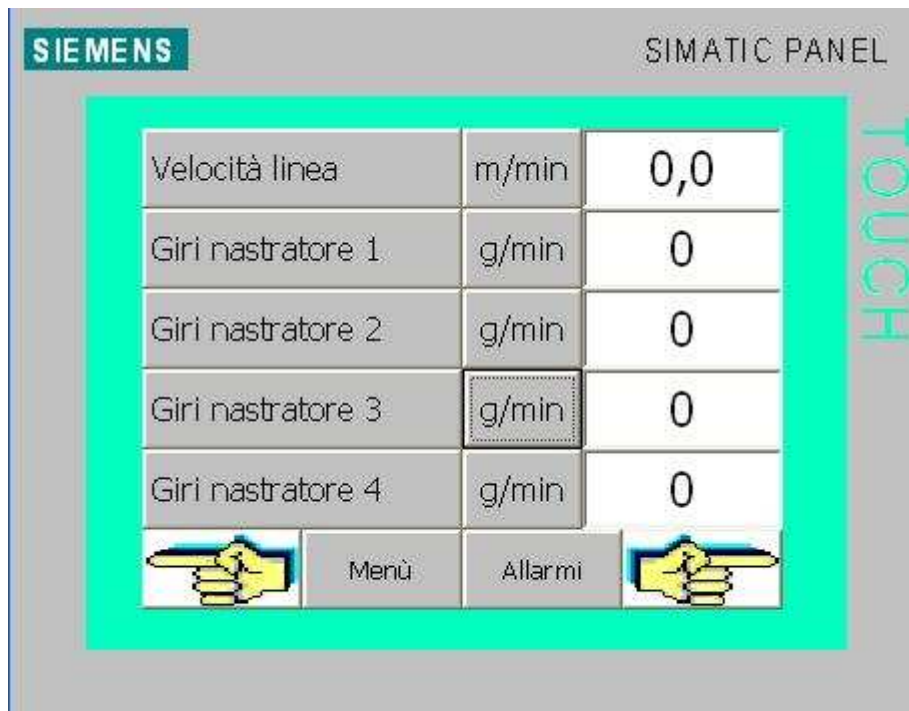 SIEMENS
SIMATIC PANEL
TOUCH
Velocità linea m/min 0,0
Giri nastratore 1 g/min 0
Giri nastratore 2 g/min 0
Giri nastratore 3 g/min 0
Giri nastratore 4 g/min 0
Menù Allarmi